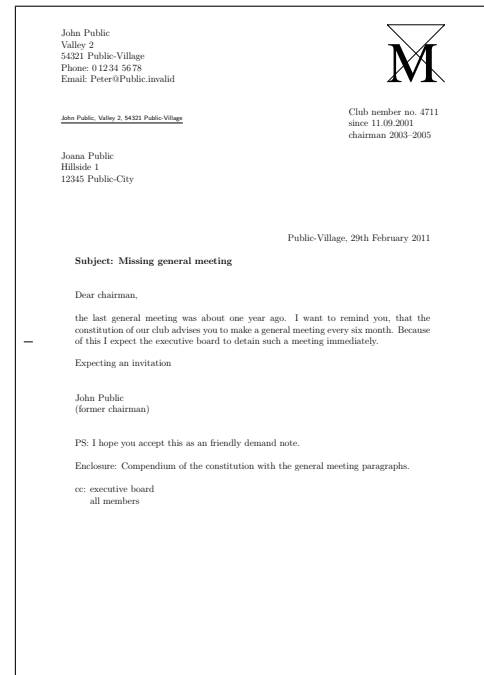 John Public
Valley 2
54321 Public-Village
Phone: 0 12 34 56 78
Email: Peter@Public.invalid
M
John Public, Valley 2, 54321 Public-Village
Club nember no. 4711
since 11.09.2001
chairman 2003–2005
Joana Public
Hillside 1
12345 Public-City
Public-Village, 29th February 2011
Subject: Missing general meeting
Dear chairman,
the last general meeting was about one year ago. I want to remind you, that the
constitution of our club advises you to make a general meeting every six month. Because
of this I expect the executive board to detain such a meeting immediately.
Expecting an invitation
John Public
(former chairman)
PS: I hope you accept this as an friendly demand note.
Enclosure: Compendium of the constitution with the general meeting paragraphs.
cc: executive board
all members